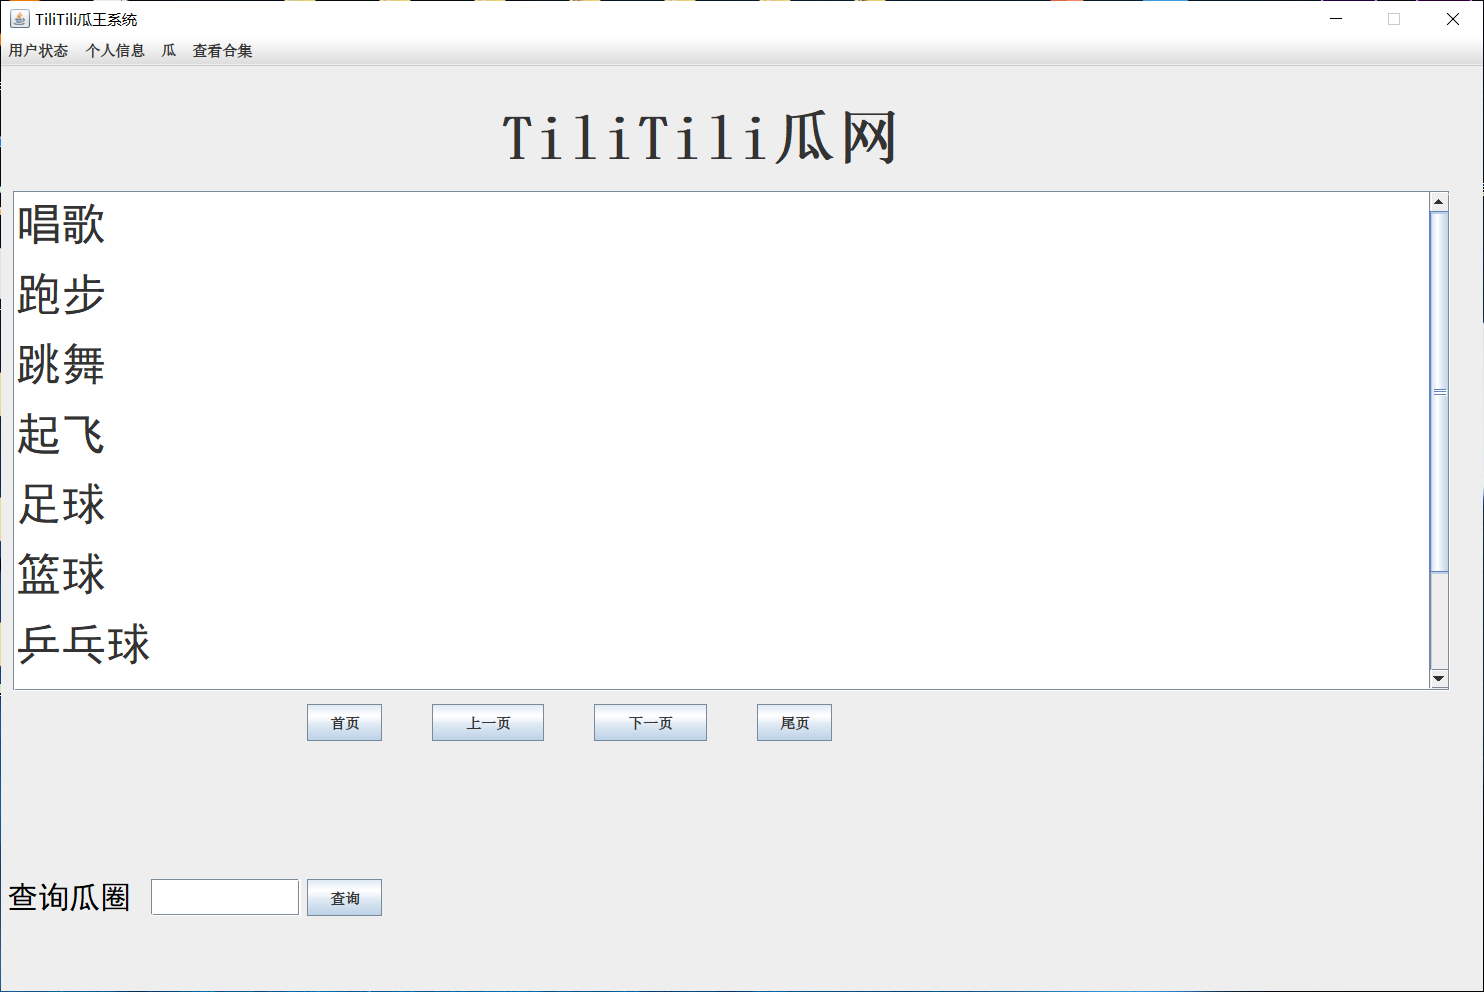 TiliTili瓜王系统
用户状态 个人信息 瓜 查看合集
TiliTili瓜网
唱歌
跑步
跳舞
起飞
足球
篮球
乒乓球
首页 上一页 下一页 尾页
查询瓜圈 查询